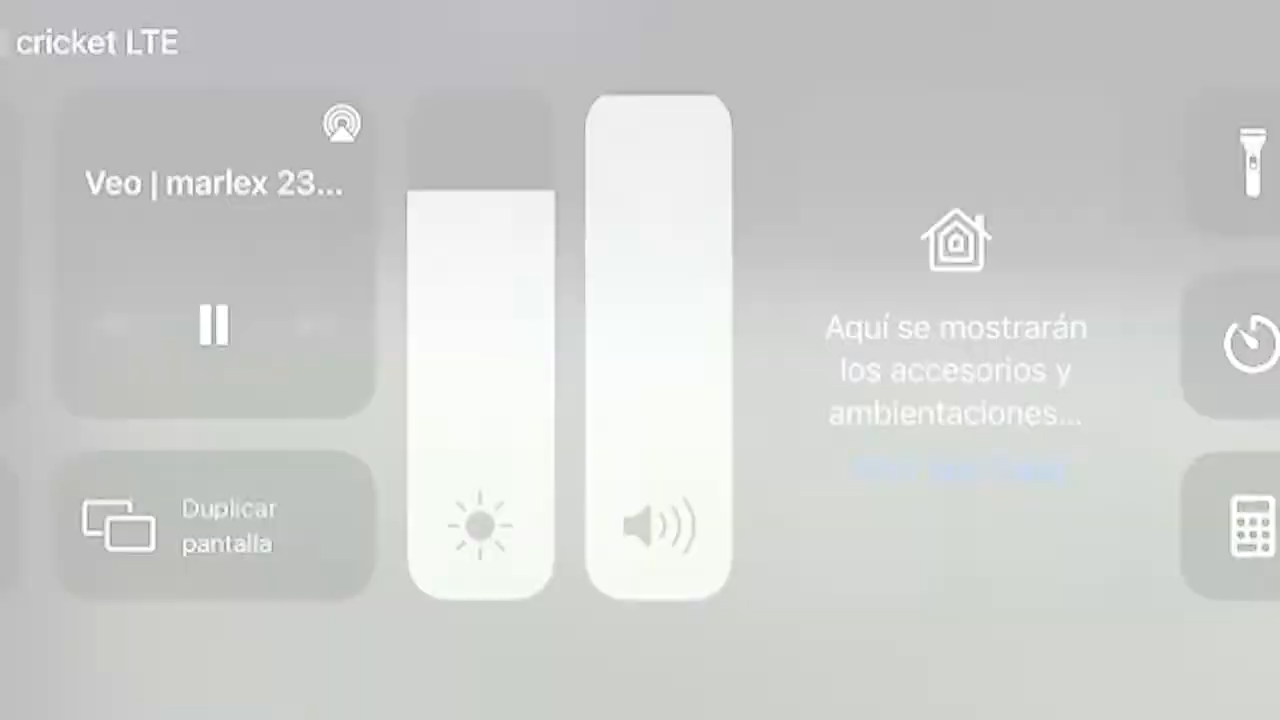 cricket LTE
Veo | marlex 23...
Duplicar
pantalla
Aquí se mostrarán
los accesorios y
ambientaciones...